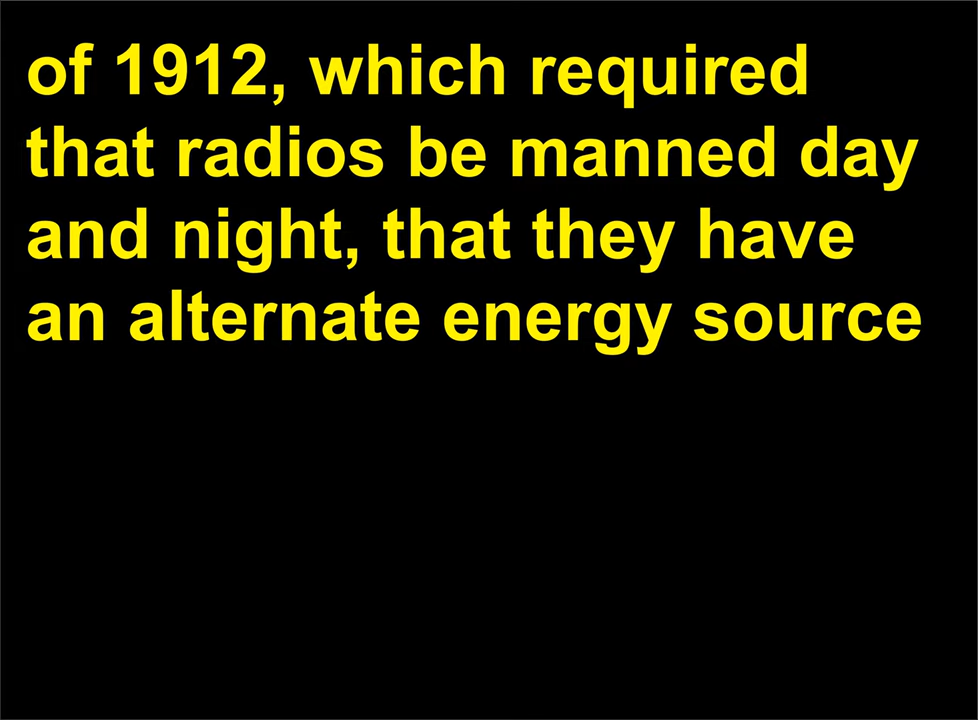 of 1912, which required
that radios be manned day
and night, that they have
an alternate energy source